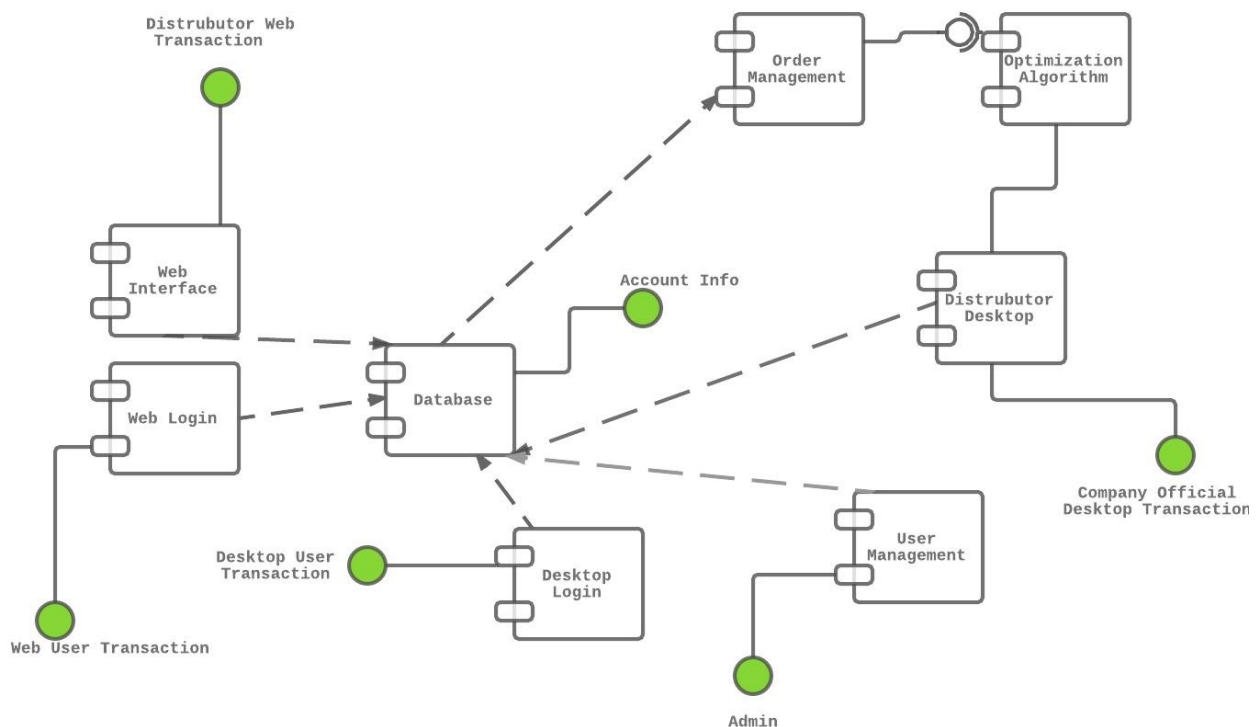 Distrubutor Web
Transaction
Order
Management
Optimization
Algorithm
Web
Interface
Account Info
Distrubutor
Desktop
Database
Web Login
Company Official
Desktop Transaction
User
Management
Desktop User
Transaction
Desktop
Login
Web User Transaction
Admin